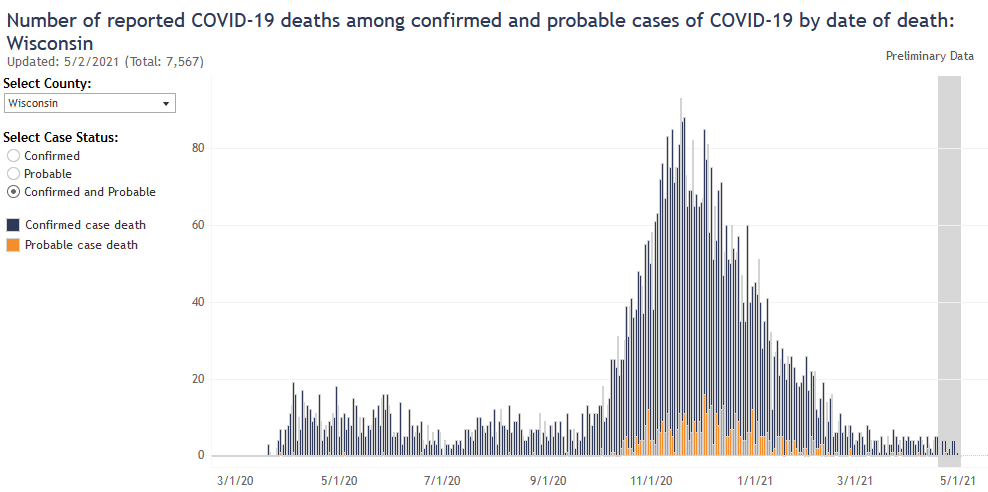 Number of reported COVID-19 deaths among confirmed and probable cases of COVID-19 by date of death:
Wisconsin
Updated: 5/2/2021 (Total: 7,567)
Preliminary Data
Select County:
Wisconsin
Select Case Status:
Confirmed
Probable
Confirmed and Probable
Confirmed case death
Probable case death
80
60
40
20
0
3/1/20 5/1/20 7/1/20 9/1/20 11/1/20 1/1/21 3/1/21 5/1/21